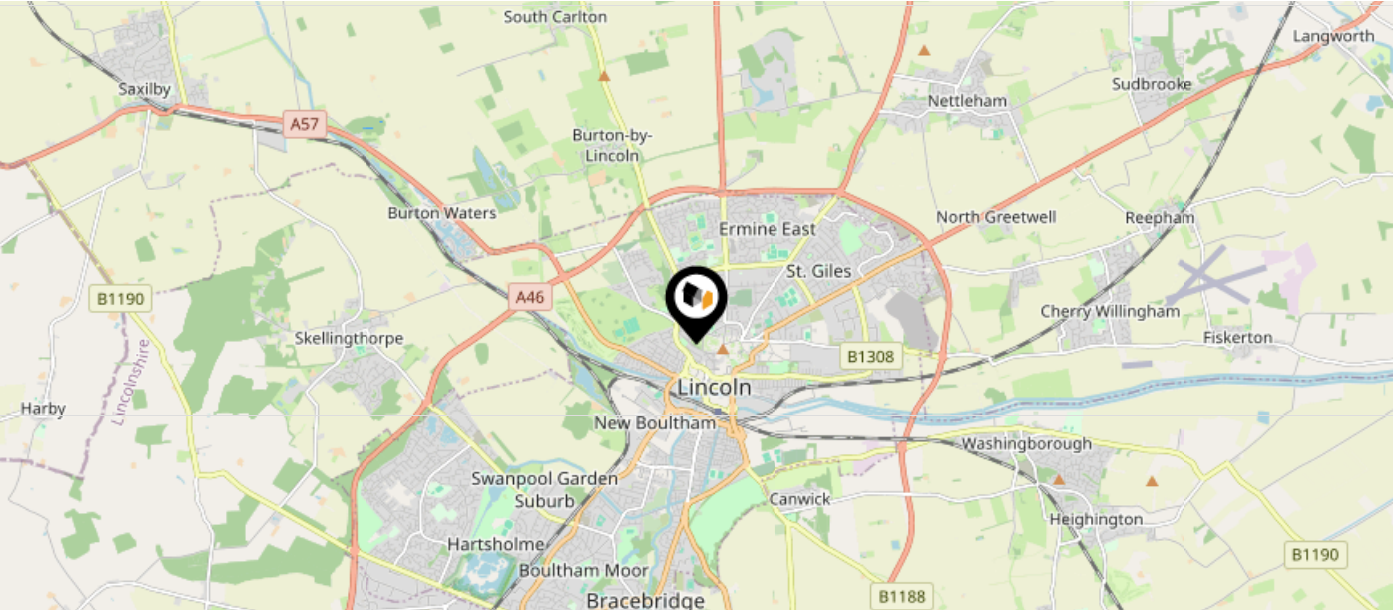 South Carlton
Langworth
Saxilby
Sudbrooke
Nettleham
A57
Burton-by-
Lincoln
Burton Waters
North Greetwell
Reepham
Ermine East
St. Giles
B1190
A46
Cherry Willingham
Skellingthorpe
Fiskerton
B1308
Lincolnshire
Lincoln
Harby
New Boultham
Washingborough
Swanpool Garden
Suburb
Canwick
Heighington
Hartsholme
B1190
Boultham Moor
B1188
Bracebridge